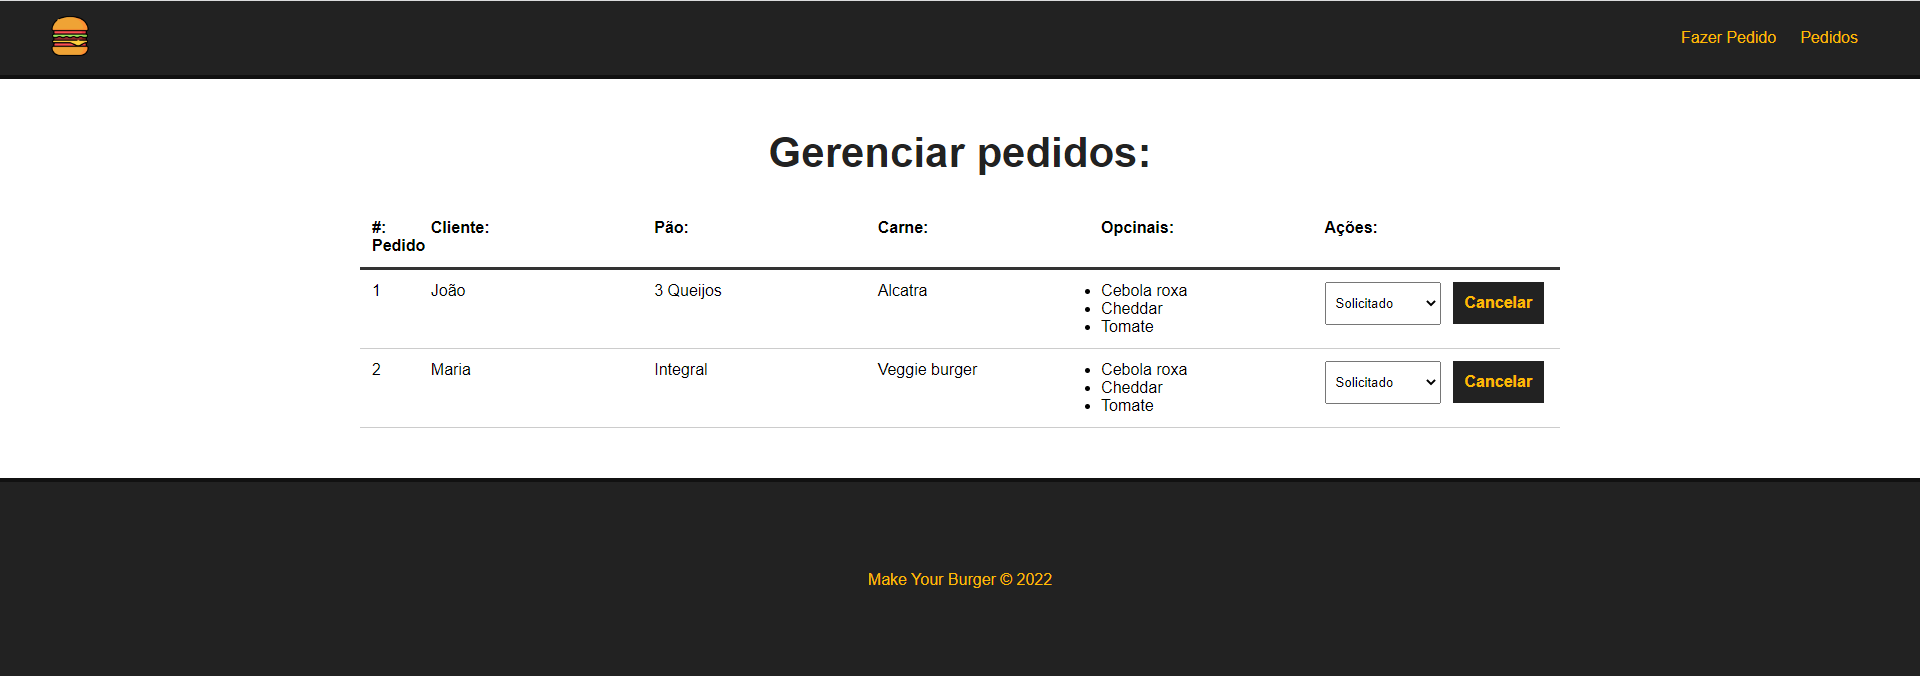 Fazer Pedido Pedidos
Gerenciar pedidos:
#: Cliente: Pão: Carne: Opcinais: Ações:
Pedido
1 João 3 Queijos Alcatra Cebola roxa Solicitado Cancelar
Cheddar
Tomate
2 Maria Integral Veggie burger Cebola roxa Solicitado Cancelar
Cheddar
Tomate
Make Your Burger © 2022